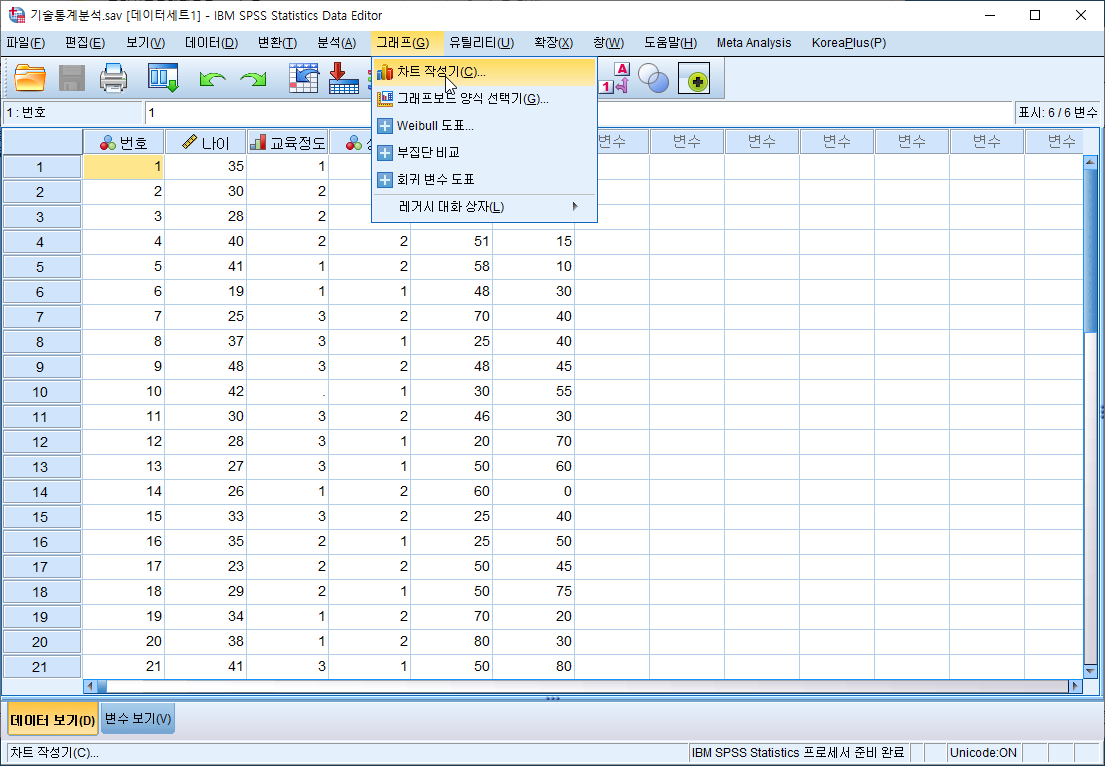 기술통계분석.sav [데이터세트1] - IBM SPSS Statistics Data Editor
파일(F) 편집(E) 보기(V) 데이터(D) 변환(T) 분석(A) 그래프(G) 유틸리티(U) 확장(X) 창(W) 도움말(H) Meta Analysis KoreaPlus(P)
차트 작성기(C)...
그래프보드 양식 선택기(G)...
Weibull 도표...
부집단 비교
회귀 변수 도표
레거시 대화 상자(L)
A
1
1 : 번호 1 표시: 6 / 6 변수
번호 나이 교육정도 변수 변수 변수 변수 변수 변수 변수
1 1 35 1
2 2 30 2
3 3 28 2
4 4 40 2 2 51 15
5 5 41 1 2 58 10
6 6 19 1 1 48 30
7 7 25 3 2 70 40
8 8 37 3 1 25 40
9 9 48 3 2 48 45
10 10 42 . 1 30 55
11 11 30 3 2 46 30
12 12 28 3 1 20 70
13 13 27 3 1 50 60
14 14 26 1 2 60 0
15 15 33 3 2 25 40
16 16 35 2 1 25 50
17 17 23 2 2 50 45
18 18 29 2 1 50 75
19 19 34 1 2 70 20
20 20 38 1 2 80 30
21 21 41 3 1 50 80
데이터 보기(D) 변수 보기(V)
차트 작성기(C)... IBM SPSS Statistics 프로세서 준비 완료 Unicode:ON